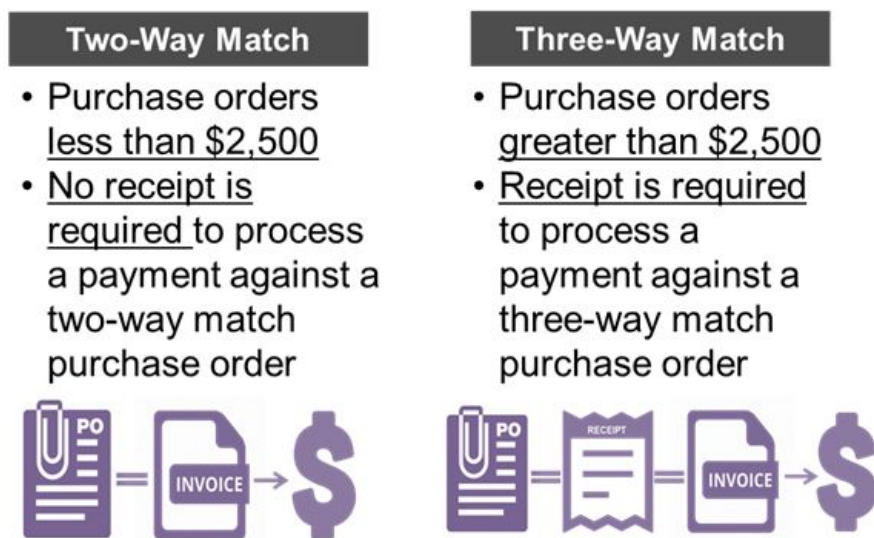 Two-Way Match
• Purchase orders
less than $2,500
• No receipt is
required to process
a payment against a
two-way match
purchase order
PO
INVOICE
$
Three-Way Match
• Purchase orders
greater than $2,500
• Receipt is required
to process a
payment against a
three-way match
purchase order
PO
RECEIPT
INVOICE
$